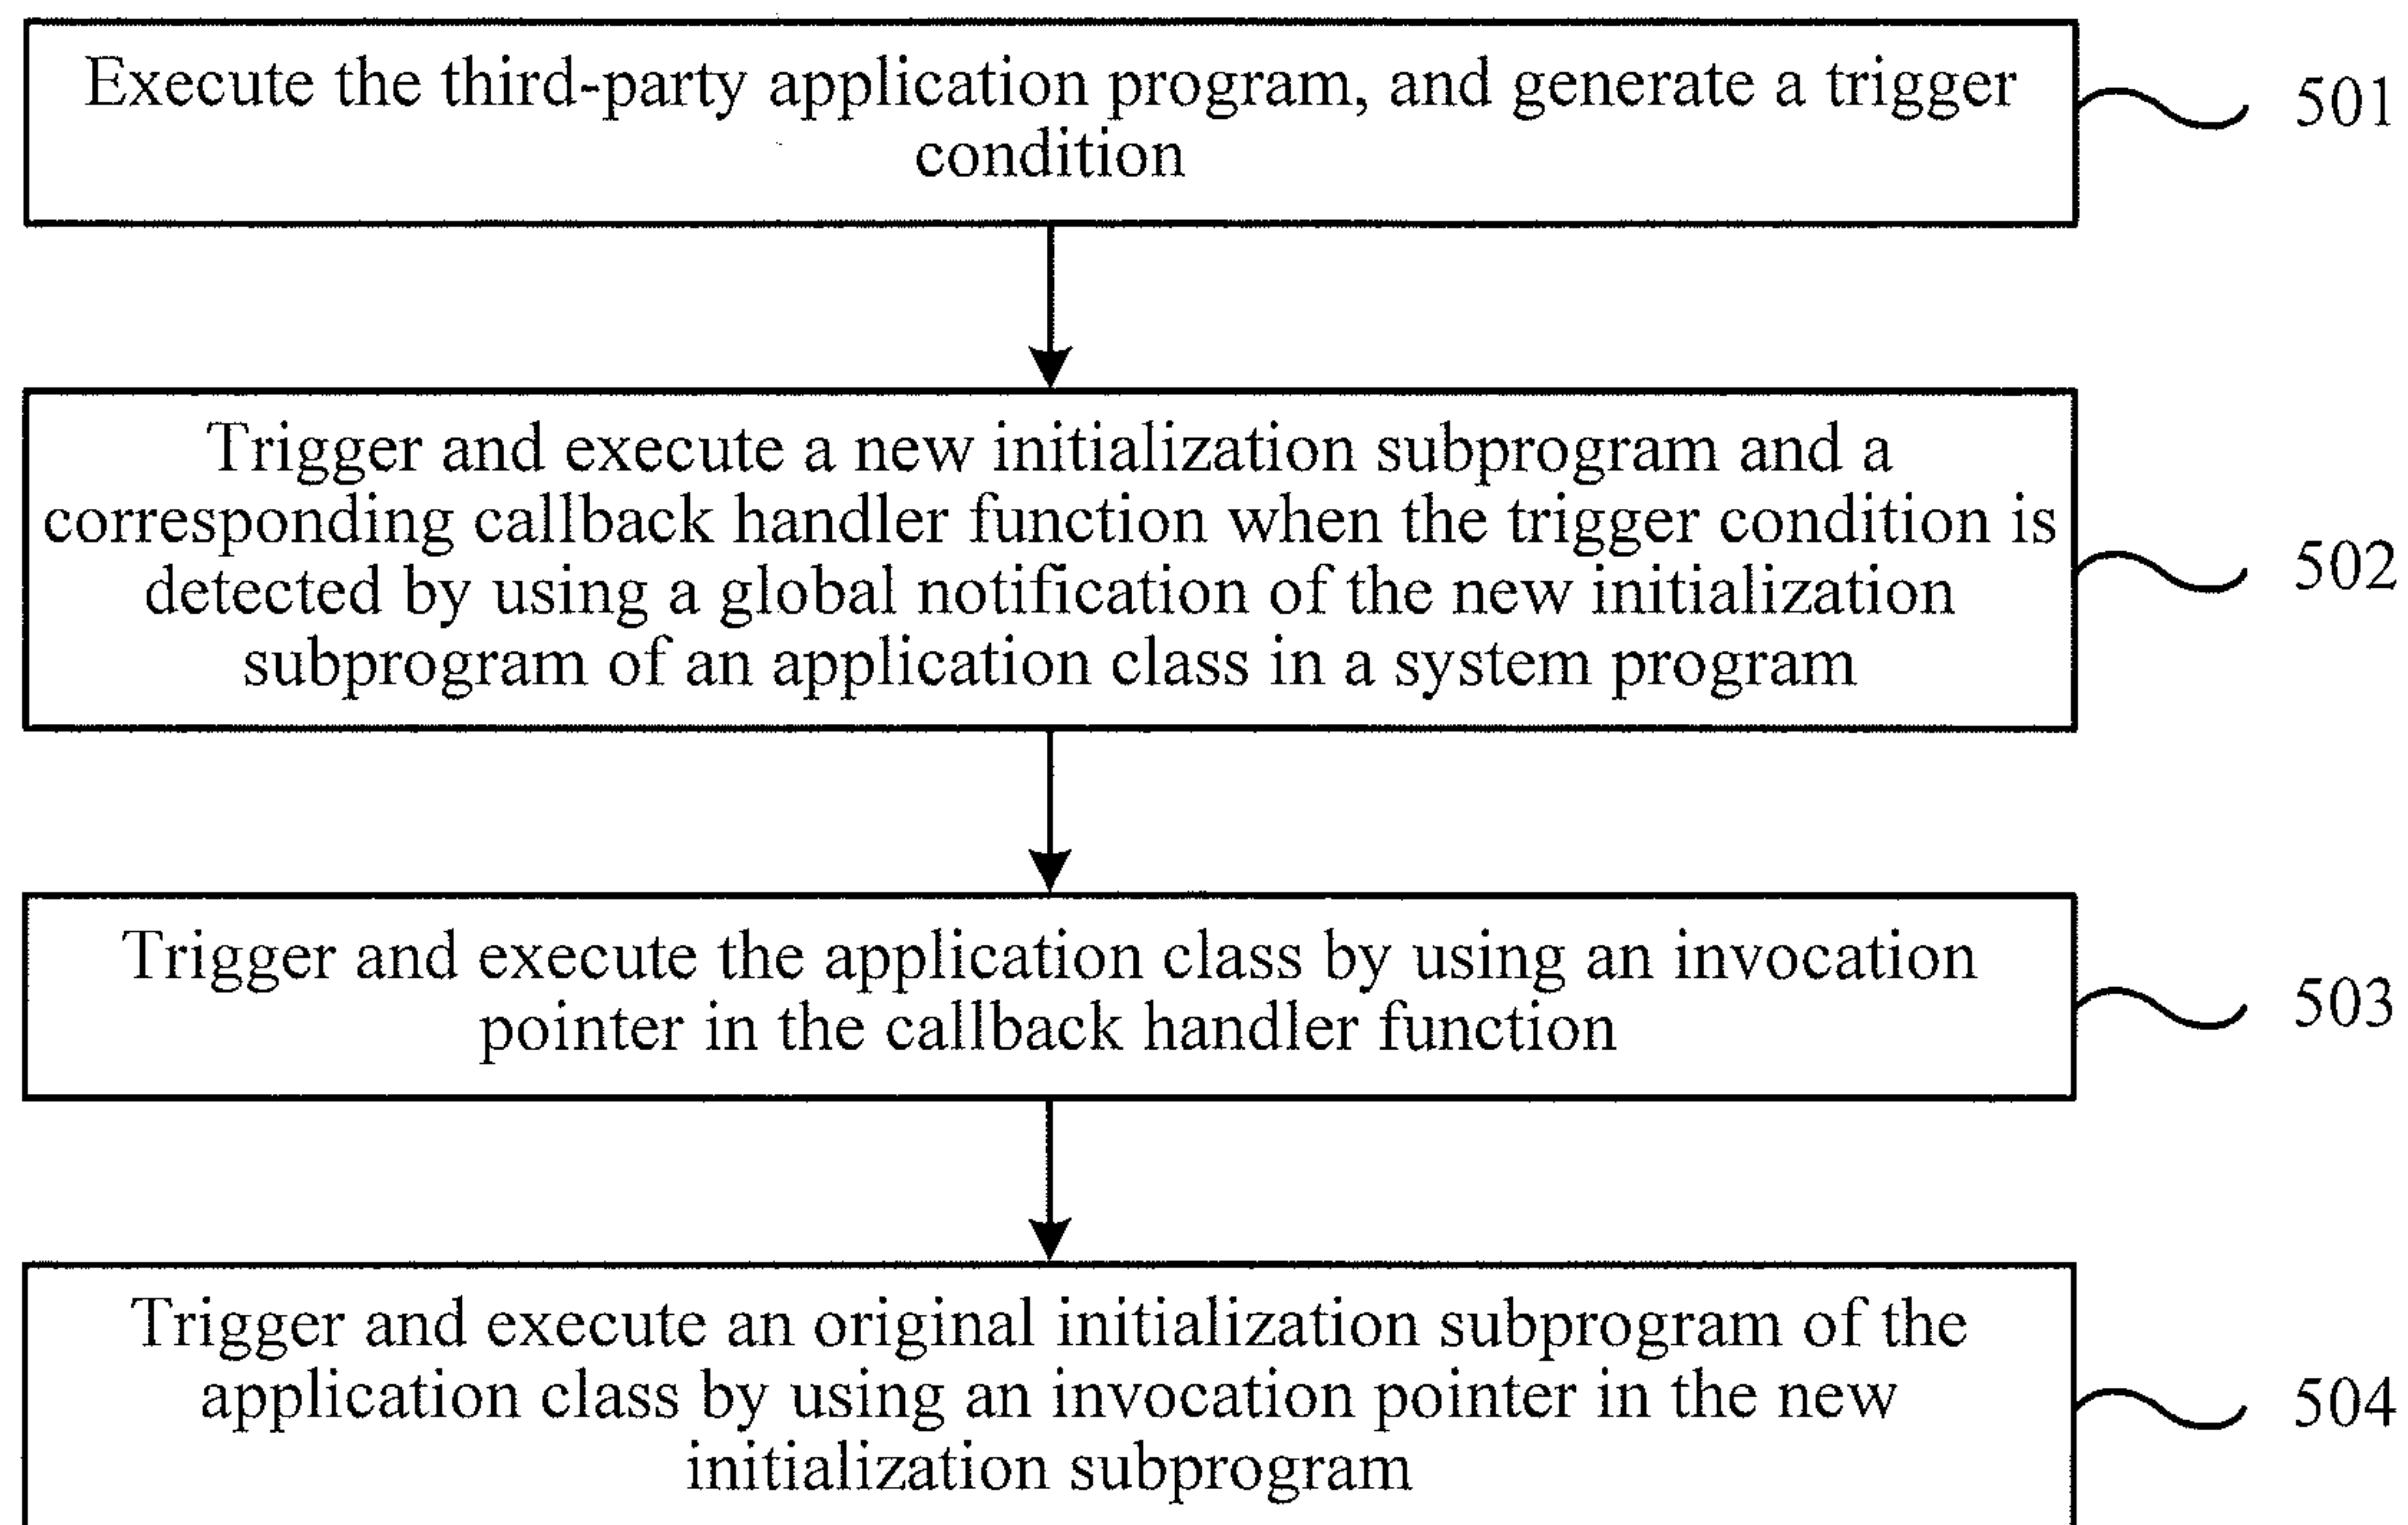 Execute the third-party application program, and generate a trigger
condition
501
Trigger and execute a new initialization subprogram and a
corresponding callback handler function when the trigger condition is
detected by using a global notification of the new initialization
subprogram of an application class in a system program
502
Trigger and execute the application class by using an invocation
pointer in the callback handler function
503
Trigger and execute an original initialization subprogram of the
application class by using an invocation pointer in the new
initialization subprogram
504